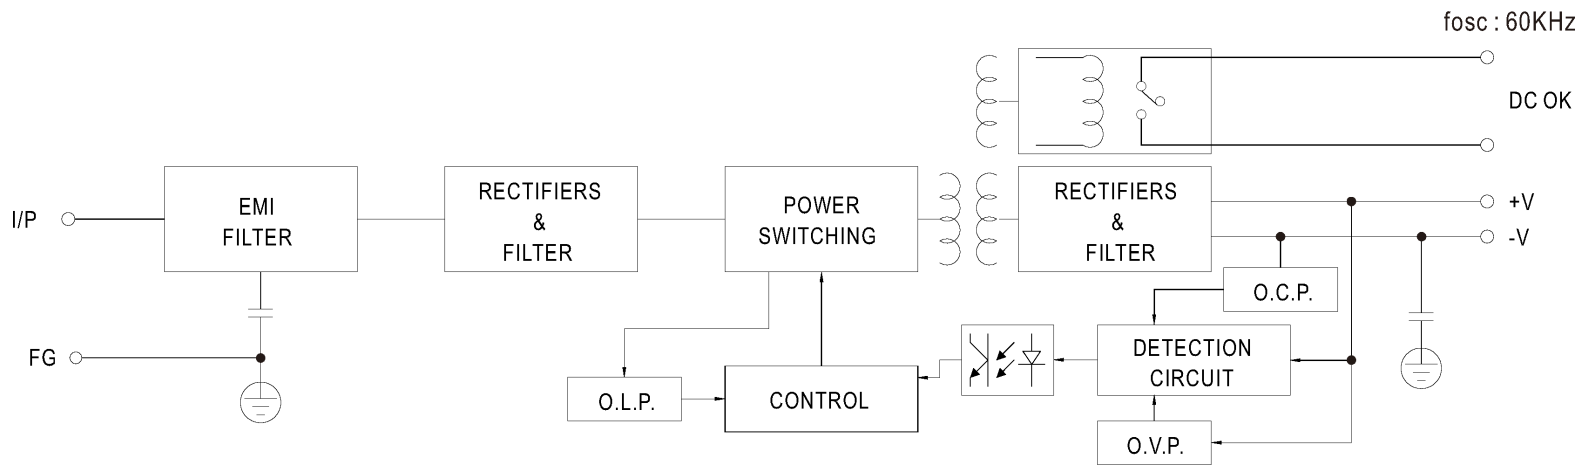 fosc : 60KHz
DC OK
I/P
EMI
FILTER
RECTIFIERS
&
FILTER
POWER
SWITCHING
RECTIFIERS
&
FILTER
+V
-V
O.C.P.
FG
DETECTION
CIRCUIT
O.L.P.
CONTROL
O.V.P.